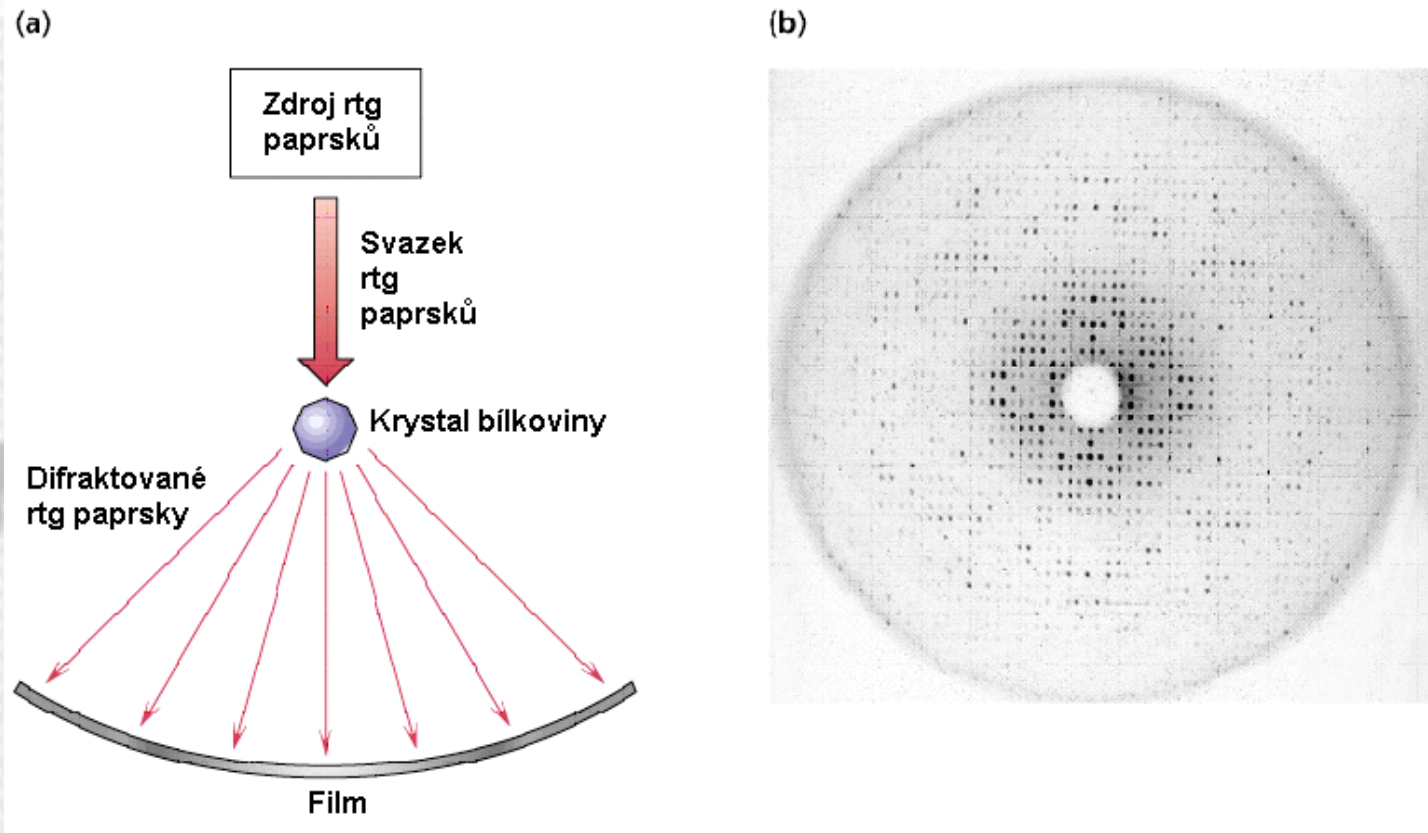 (a)
Zdroj rtg
paprsků
Svazek
rtg
paprsků
Krystal bílkoviny
Difraktované
rtg paprsky
Film
(b)